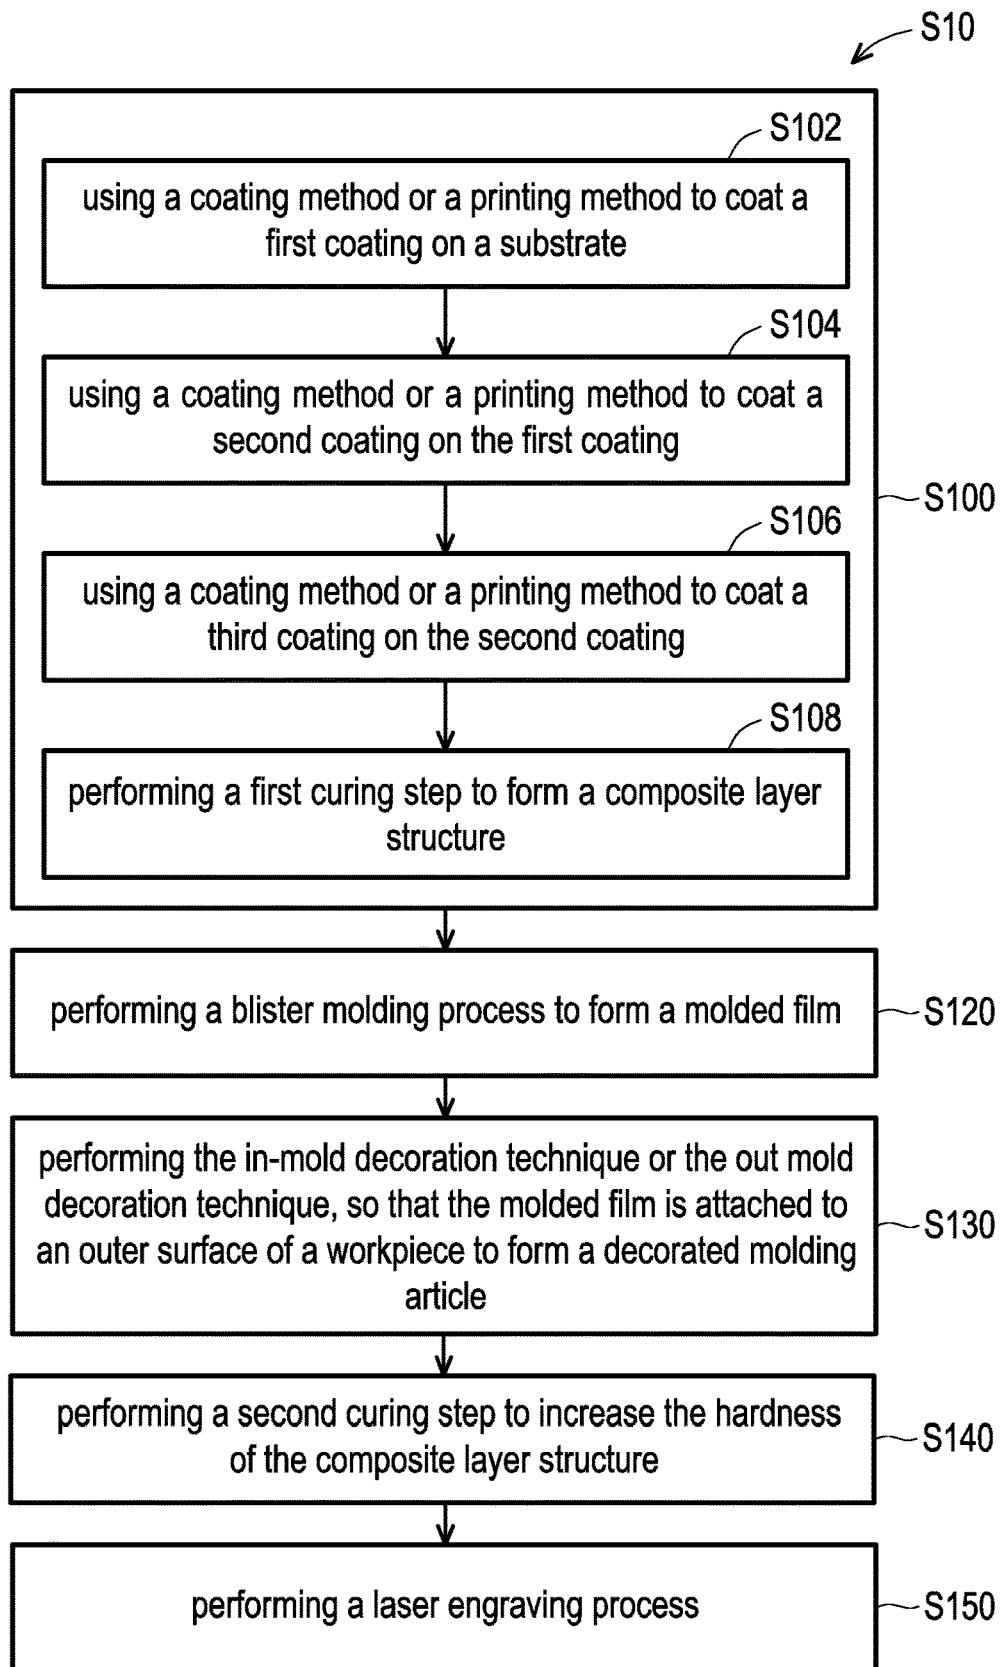 S10
S102
using a coating method or a printing method to coat a
first coating on a substrate
S104
using a coating method or a printing method to coat a
second coating on the first coating
S100
S106
using a coating method or a printing method to coat a
third coating on the second coating
S108
performing a first curing step to form a composite layer
structure
performing a blister molding process to form a molded film
S120
performing the in-mold decoration technique or the out mold
decoration technique, so that the molded film is attached to
an outer surface of a workpiece to form a decorated molding
article
S130
performing a second curing step to increase the hardness
of the composite layer structure
S140
performing a laser engraving process
S150